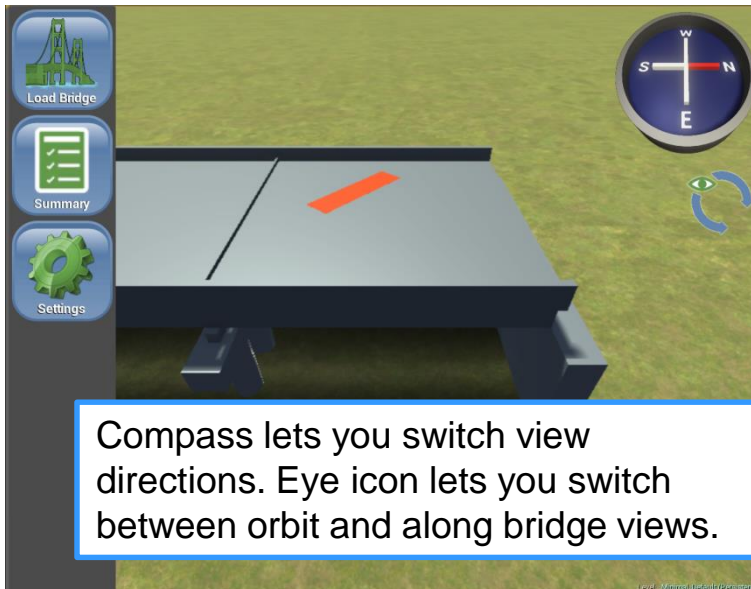 Load Bridge
Summary
Settings
W
S
N
E
Compass lets you switch view
directions. Eye icon lets you switch
between orbit and along bridge views.